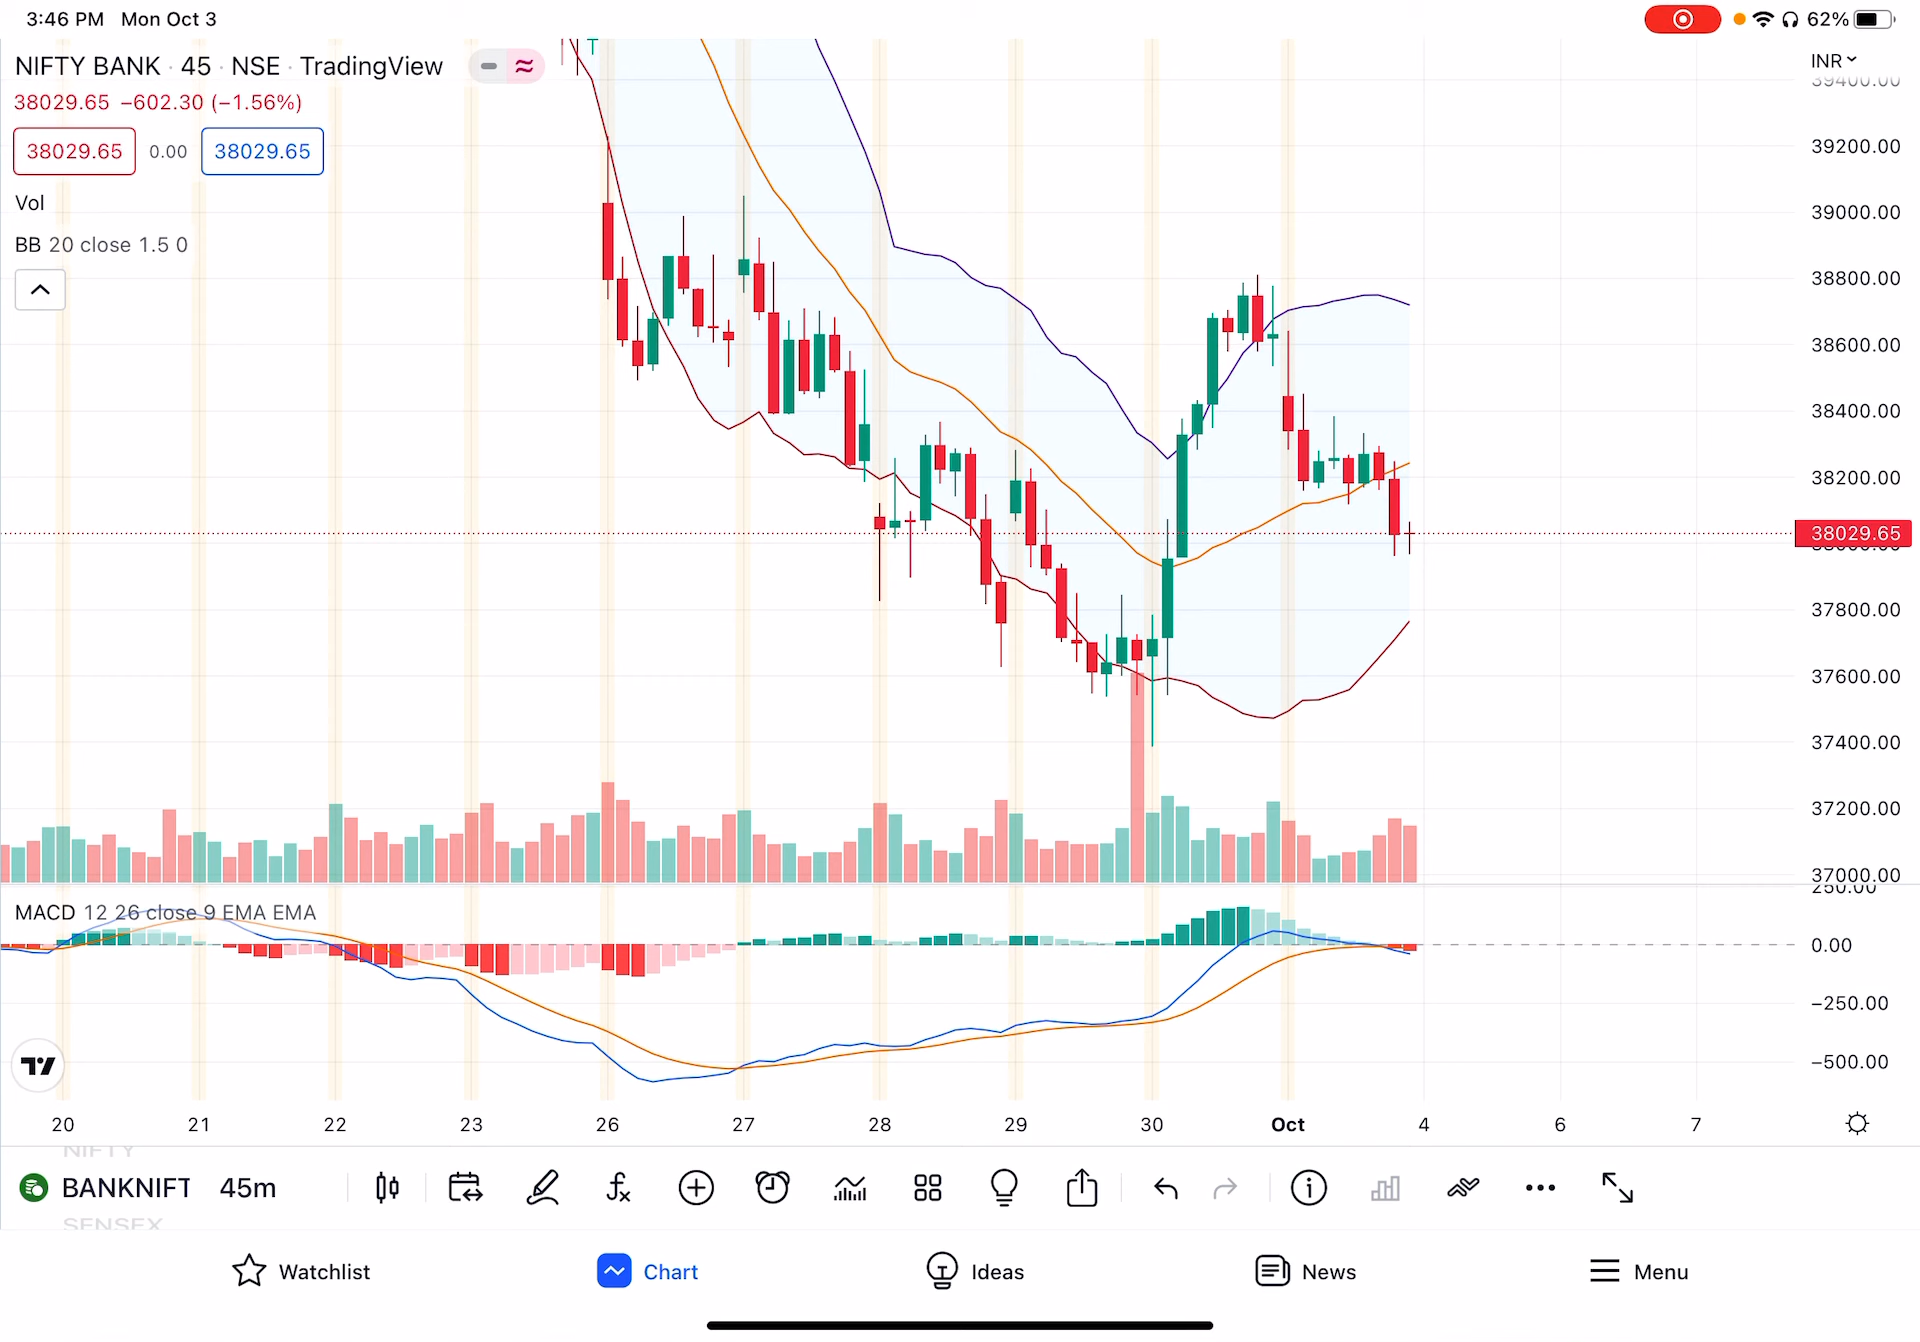 3:46 PM Mon Oct 3
62%
NIFTY BANK · 45 · NSE · TradingView
INR
38029.65 −602.30 (−1.56%)
38029.65 0.00 38029.65
Vol
BB 20 close 1.5 0
39400.00
39200.00
39000.00
38800.00
38600.00
38400.00
38200.00
38029.65
38000.00
37800.00
37600.00
37400.00
37200.00
37000.00
250.00
MACD 12 26 close 9 EMA EMA
0.00
−250.00
−500.00
20 21 22 23 26 27 28 29 30 Oct 4 6 7
NIFTY
BANKNIFT 45m
SENSEX
Watchlist Chart Ideas News Menu